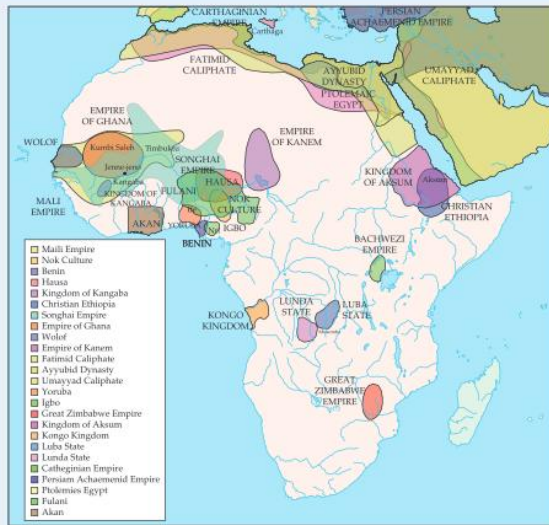 CARTHAGINIAN
EMPIRE
PERSIAN
ACHAEMENID EMPIRE
Carthaga
FATIMID
CALIPHATE
AYYUBID
DYNASTY
PTOLEMAIC
EGYPT
UMAYYAD
CALIPHATE
EMPIRE
OF GHANA
WOLOF
Kumbi Saleh
Timbuktu
Jenne-jeno
Kangaba
KINGDOM OF
KANGABA
MALI
EMPIRE
SONGHAI
EMPIRE
FULANI
HAUSA
NOK
CULTURE
EMPIRE
OF KANEM
KINGDOM
OF AKSUM
Aksum
CHRISTIAN
ETHIOPIA
AKAN
YORUBA
IGBO
BENIN
BACHWEZI
EMPIRE
KONGO
KINGDOM
LUNDA
STATE
LUBA
STATE
GREAT
ZIMBABWE
EMPIRE
Maili Empire
Nok Culture
Benin
Hausa
Kingdom of Kangaba
Christian Ethiopia
Songhai Empire
Empire of Ghana
Wolof
Empire of Kanem
Fatimid Caliphate
Ayyubid Dynasty
Umayyad Caliphate
Yoruba
Igbo
Great Zimbabwe Empire
Kingdom of Aksum
Kongo Kingdom
Luba State
Lunda State
Catheginian Empire
Persiam Achaemenid Empire
Ptolemies Egypt
Fulani
Akan